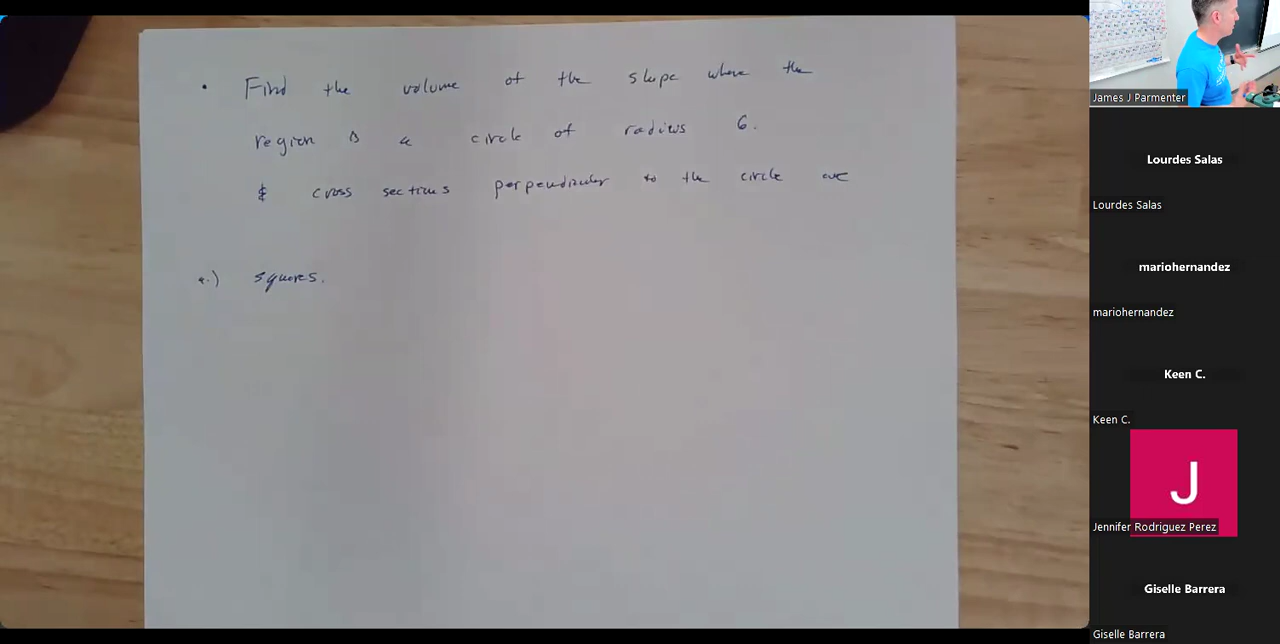 • Find the volume of the shape where the
region is a circle of radius 6.
& cross sections perpendicular to the circle are
a.) squares.
James J Parmenter
Lourdes Salas
Lourdes Salas
mariohernandez
mariohernandez
Keen C.
Keen C.
J
Jennifer Rodriguez Perez
Giselle Barrera
Giselle Barrera